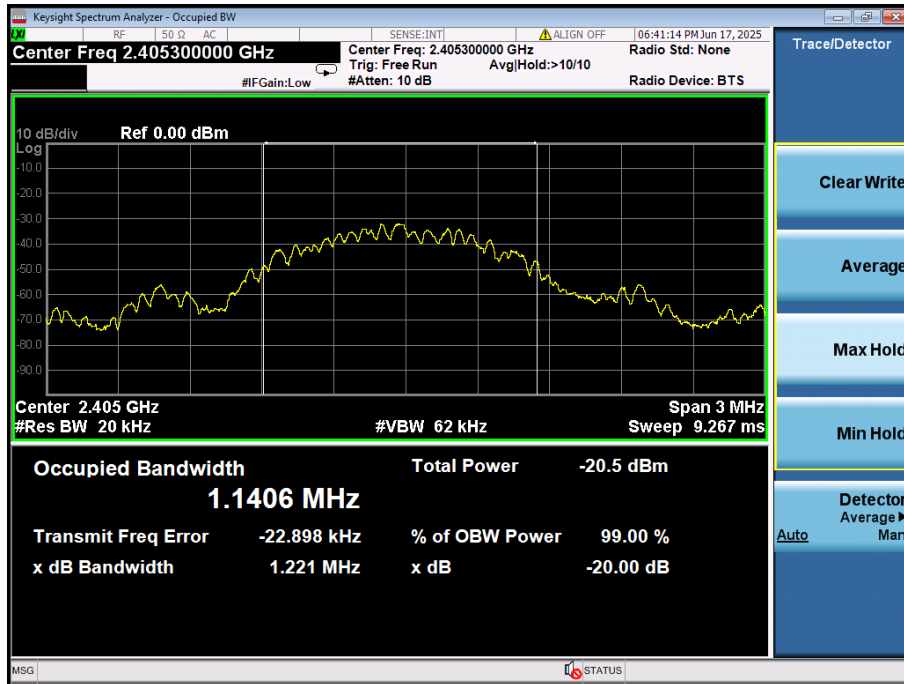 Keysight Spectrum Analyzer - Occupied BW
LXI RF 50 Ω AC SENSE:INT ALIGN OFF 06:41:14 PM Jun 17, 2025
Center Freq 2.405300000 GHz
Center Freq: 2.405300000 GHz
Radio Std: None
Trig: Free Run Avg|Hold:>10/10
#IFGain:Low
#Atten: 10 dB
Radio Device: BTS
10 dB/div Ref 0.00 dBm
Log
-10.0
-20.0
-30.0
-40.0
-50.0
-60.0
-70.0
-80.0
-90.0
Center 2.405 GHz Span 3 MHz
#Res BW 20 kHz #VBW 62 kHz Sweep 9.267 ms
Occupied Bandwidth Total Power -20.5 dBm
1.1406 MHz
Transmit Freq Error -22.898 kHz % of OBW Power 99.00 %
x dB Bandwidth 1.221 MHz x dB -20.00 dB
MSG STATUS
Trace/Detector
Clear Write
Average
Max Hold
Min Hold
Detector
Average
Auto Man